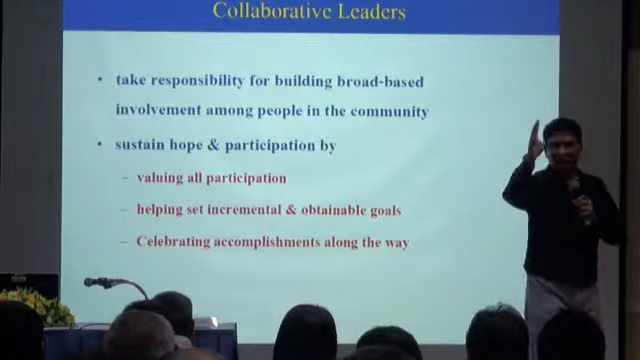 Collaborative Leaders
• take responsibility for building broad-based
involvement among people in the community
• sustain hope & participation by
– valuing all participation
– helping set incremental & obtainable goals
– Celebrating accomplishments along the way